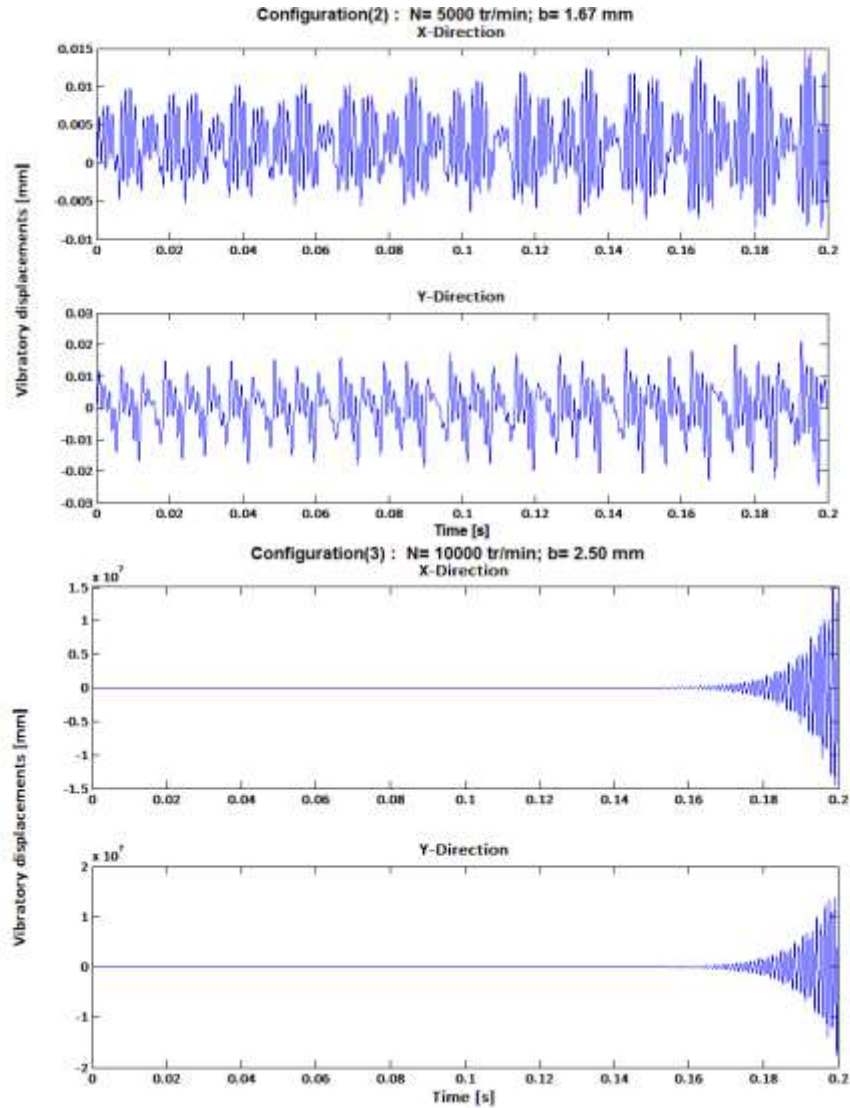 Configuration(2) : N= 5000 tr/min; b= 1.67 mm
X-Direction
0.015
0.01
0.005
0
-0.005
-0.01
0 0.02 0.04 0.06 0.08 0.1 0.12 0.14 0.16 0.18 0.2
Vibratory displacements [mm]
Y-Direction
0.03
0.02
0.01
0
-0.01
-0.02
-0.03
0 0.02 0.04 0.06 0.08 0.1 0.12 0.14 0.16 0.18 0.2
Time [s]
Configuration(3) : N= 10000 tr/min; b= 2.50 mm
X-Direction
x 10⁷
1.5
1
0.5
0
-0.5
-1
-1.5
0 0.02 0.04 0.06 0.08 0.1 0.12 0.14 0.16 0.18 0.2
Vibratory displacements [mm]
Y-Direction
x 10⁷
2
1
0
-1
-2
0 0.02 0.04 0.06 0.08 0.1 0.12 0.14 0.16 0.18 0.2
Time [s]